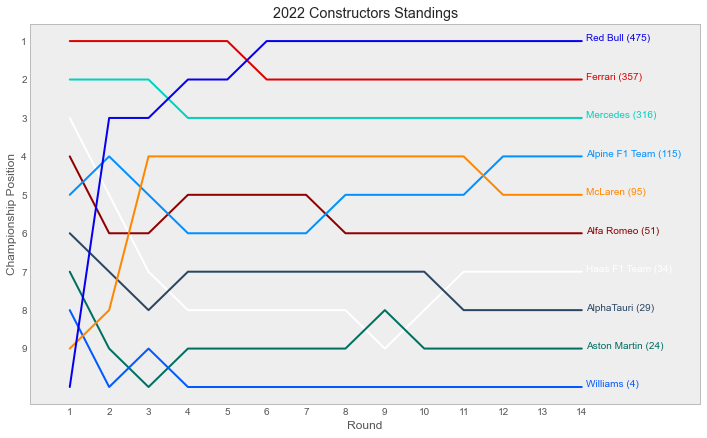 2022 Constructors Standings
Championship Position
1
2
3
4
5
6
7
8
9
Red Bull (475)
Ferrari (357)
Mercedes (316)
Alpine F1 Team (115)
McLaren (95)
Alfa Romeo (51)
Haas F1 Team (34)
AlphaTauri (29)
Aston Martin (24)
Williams (4)
1 2 3 4 5 6 7 8 9 10 11 12 13 14
Round